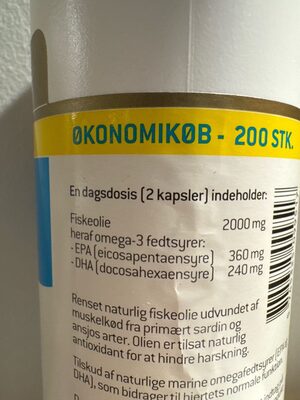 ØKONOMIKØB - 200 STK.
En dagsdosis (2 kapsler) indeholder:
Fiskeolie 2000 mg
heraf omega-3 fedtsyrer:
- EPA (eicosapentaensyre) 360 mg
- DHA (docosahexaensyre) 240 mg
Renset naturlig fiskeolie udvundet af
muskelkød fra primært sardin og
ansjos arter. Olien er tilsat naturlig
antioxidant for at hindre harskning.
Tilskud af naturlige marine omegafedtsyrer
DHA), som bidrager til hjertets normale funktion.